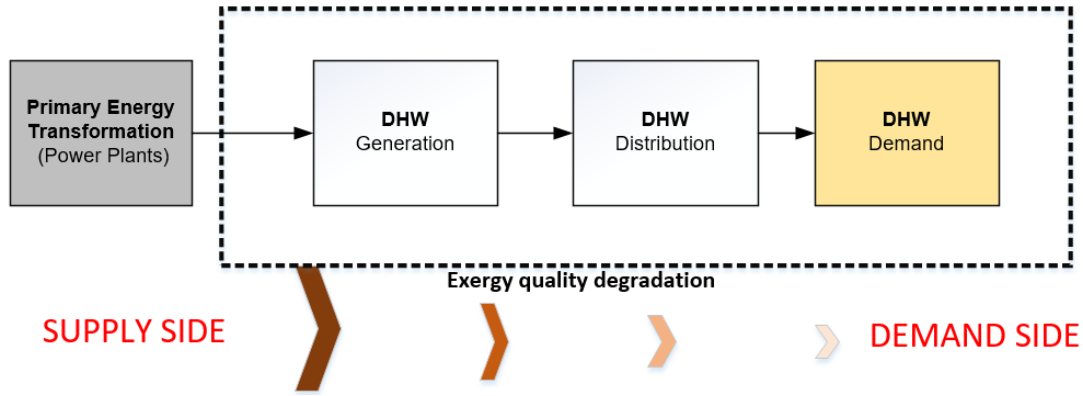 Primary Energy
Transformation
(Power Plants)
DHW
Generation
DHW
Distribution
DHW
Demand
Exergy quality degradation
SUPPLY SIDE
DEMAND SIDE